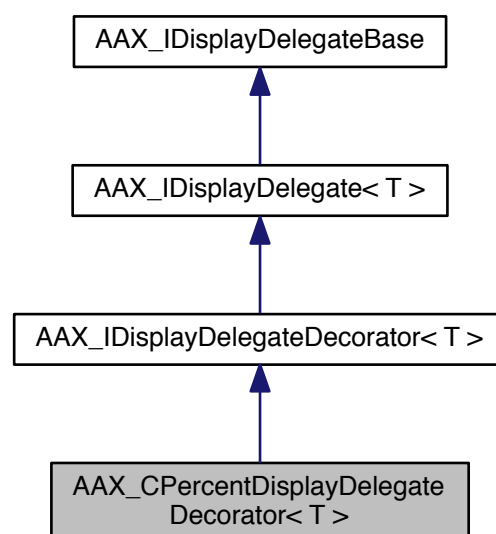 AAX_IDisplayDelegateBase
AAX_IDisplayDelegate< T >
AAX_IDisplayDelegateDecorator< T >
AAX_CPercentDisplayDelegate
Decorator< T >